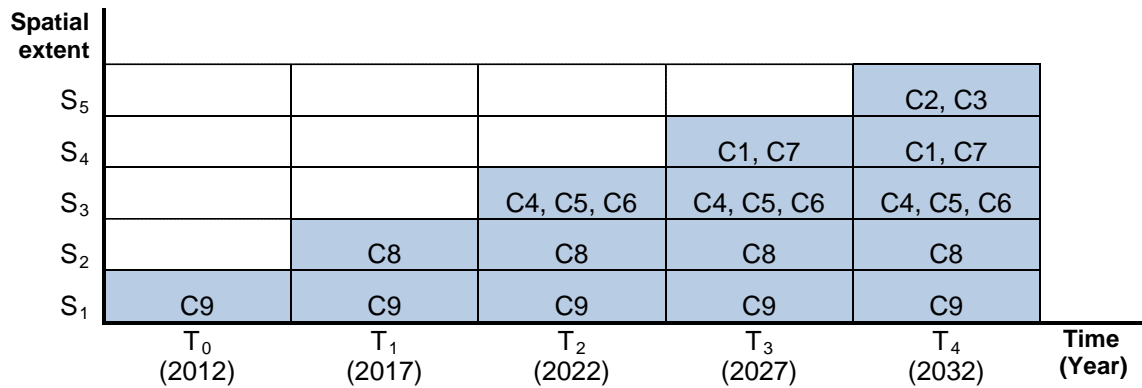 Spatial
extent
S5 C2, C3
S4 C1, C7 C1, C7
S3 C4, C5, C6 C4, C5, C6 C4, C5, C6
S2 C8 C8 C8 C8
S1 C9 C9 C9 C9 C9
T0 T1 T2 T3 T4 Time
(2012) (2017) (2022) (2027) (2032) (Year)